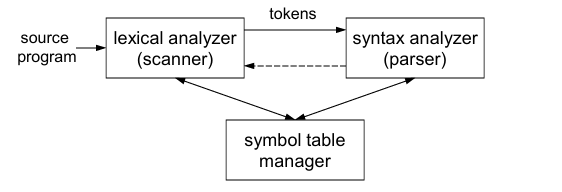 tokens
source
program
lexical analyzer
(scanner)
syntax analyzer
(parser)
symbol table
manager